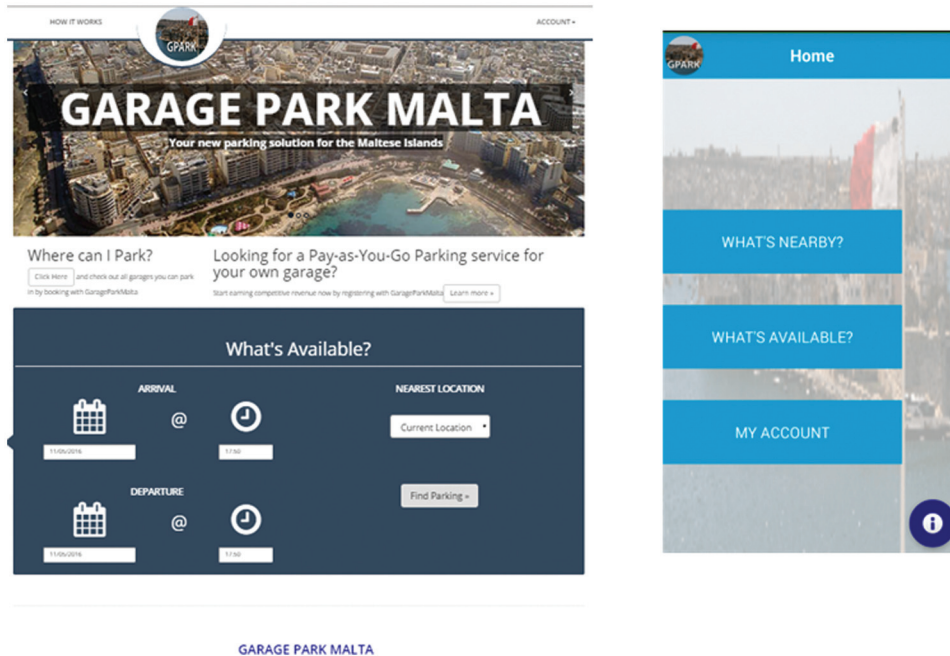 HOW IT WORKS
GPARK
ACCOUNT
GARAGE PARK MALTA
Your new parking solution for the Maltese Islands
Where can I Park?
Click Here and check out all garages you can park
in by booking with GarageParkMalta
Looking for a Pay-as-You-Go Parking service for
your own garage?
Start earning competitive revenue now by registering with GarageParkMalta Learn more »
What's Available?
ARRIVAL
@
11/05/2016
17:50
NEAREST LOCATION
Current Location
DEPARTURE
@
11/05/2016
17:50
Find Parking »
GARAGE PARK MALTA
GPARK
Home
WHAT'S NEARBY?
WHAT'S AVAILABLE?
MY ACCOUNT